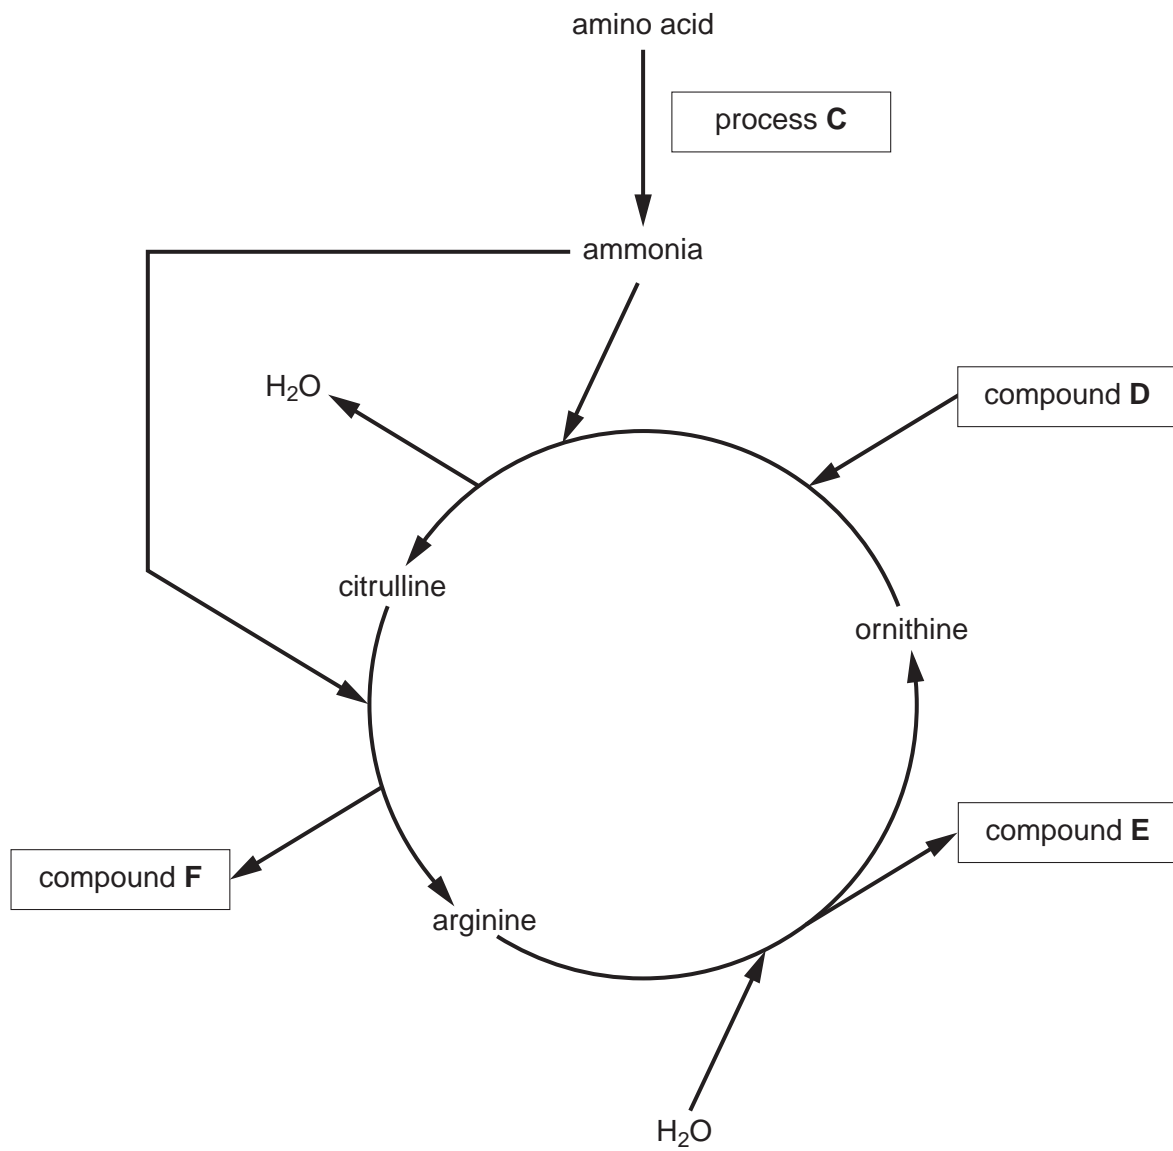 amino acid
process C
ammonia
H₂O
compound D
citrulline
ornithine
compound E
compound F
arginine
H₂O